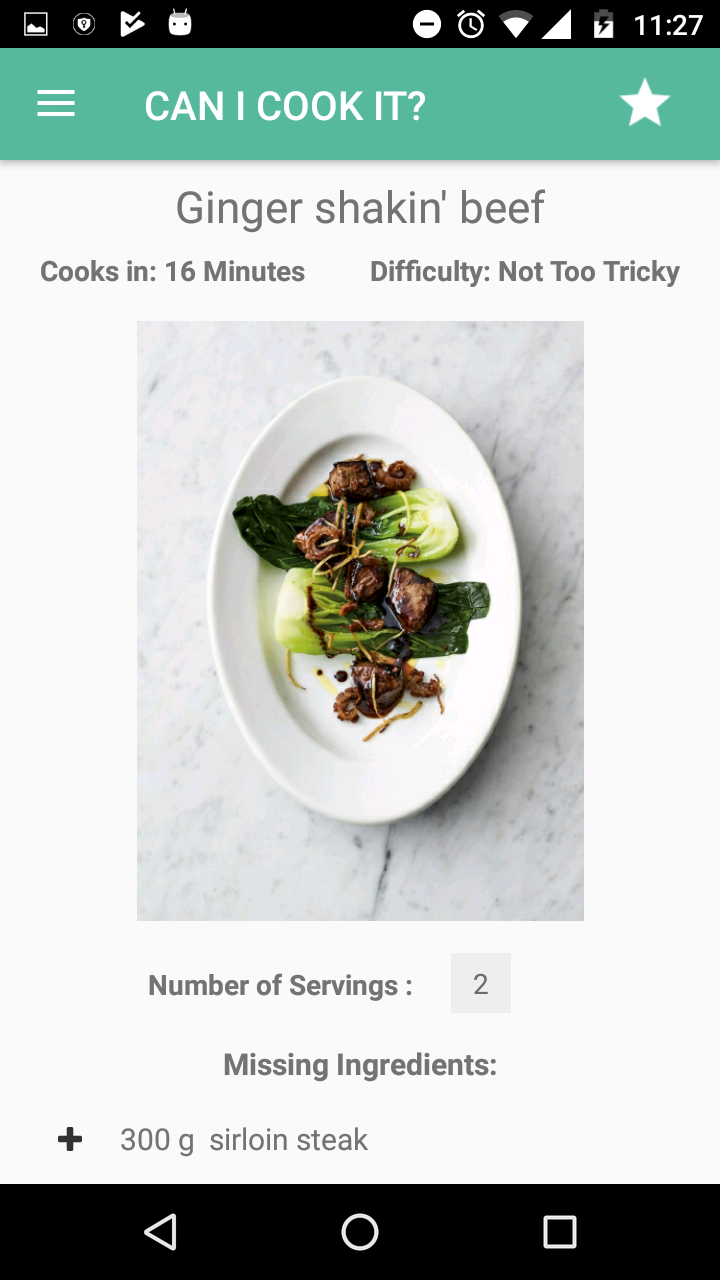 11:27
CAN I COOK IT?
Ginger shakin' beef
Cooks in: 16 Minutes Difficulty: Not Too Tricky
Number of Servings : 2
Missing Ingredients:
300 g sirloin steak